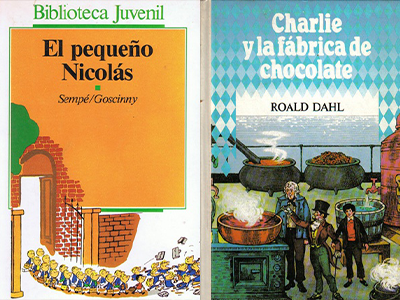 Biblioteca Juvenil
El pequeño
Nicolás
Sempé/Goscinny
Charlie
y la fábrica de
chocolate
ROALD DAHL